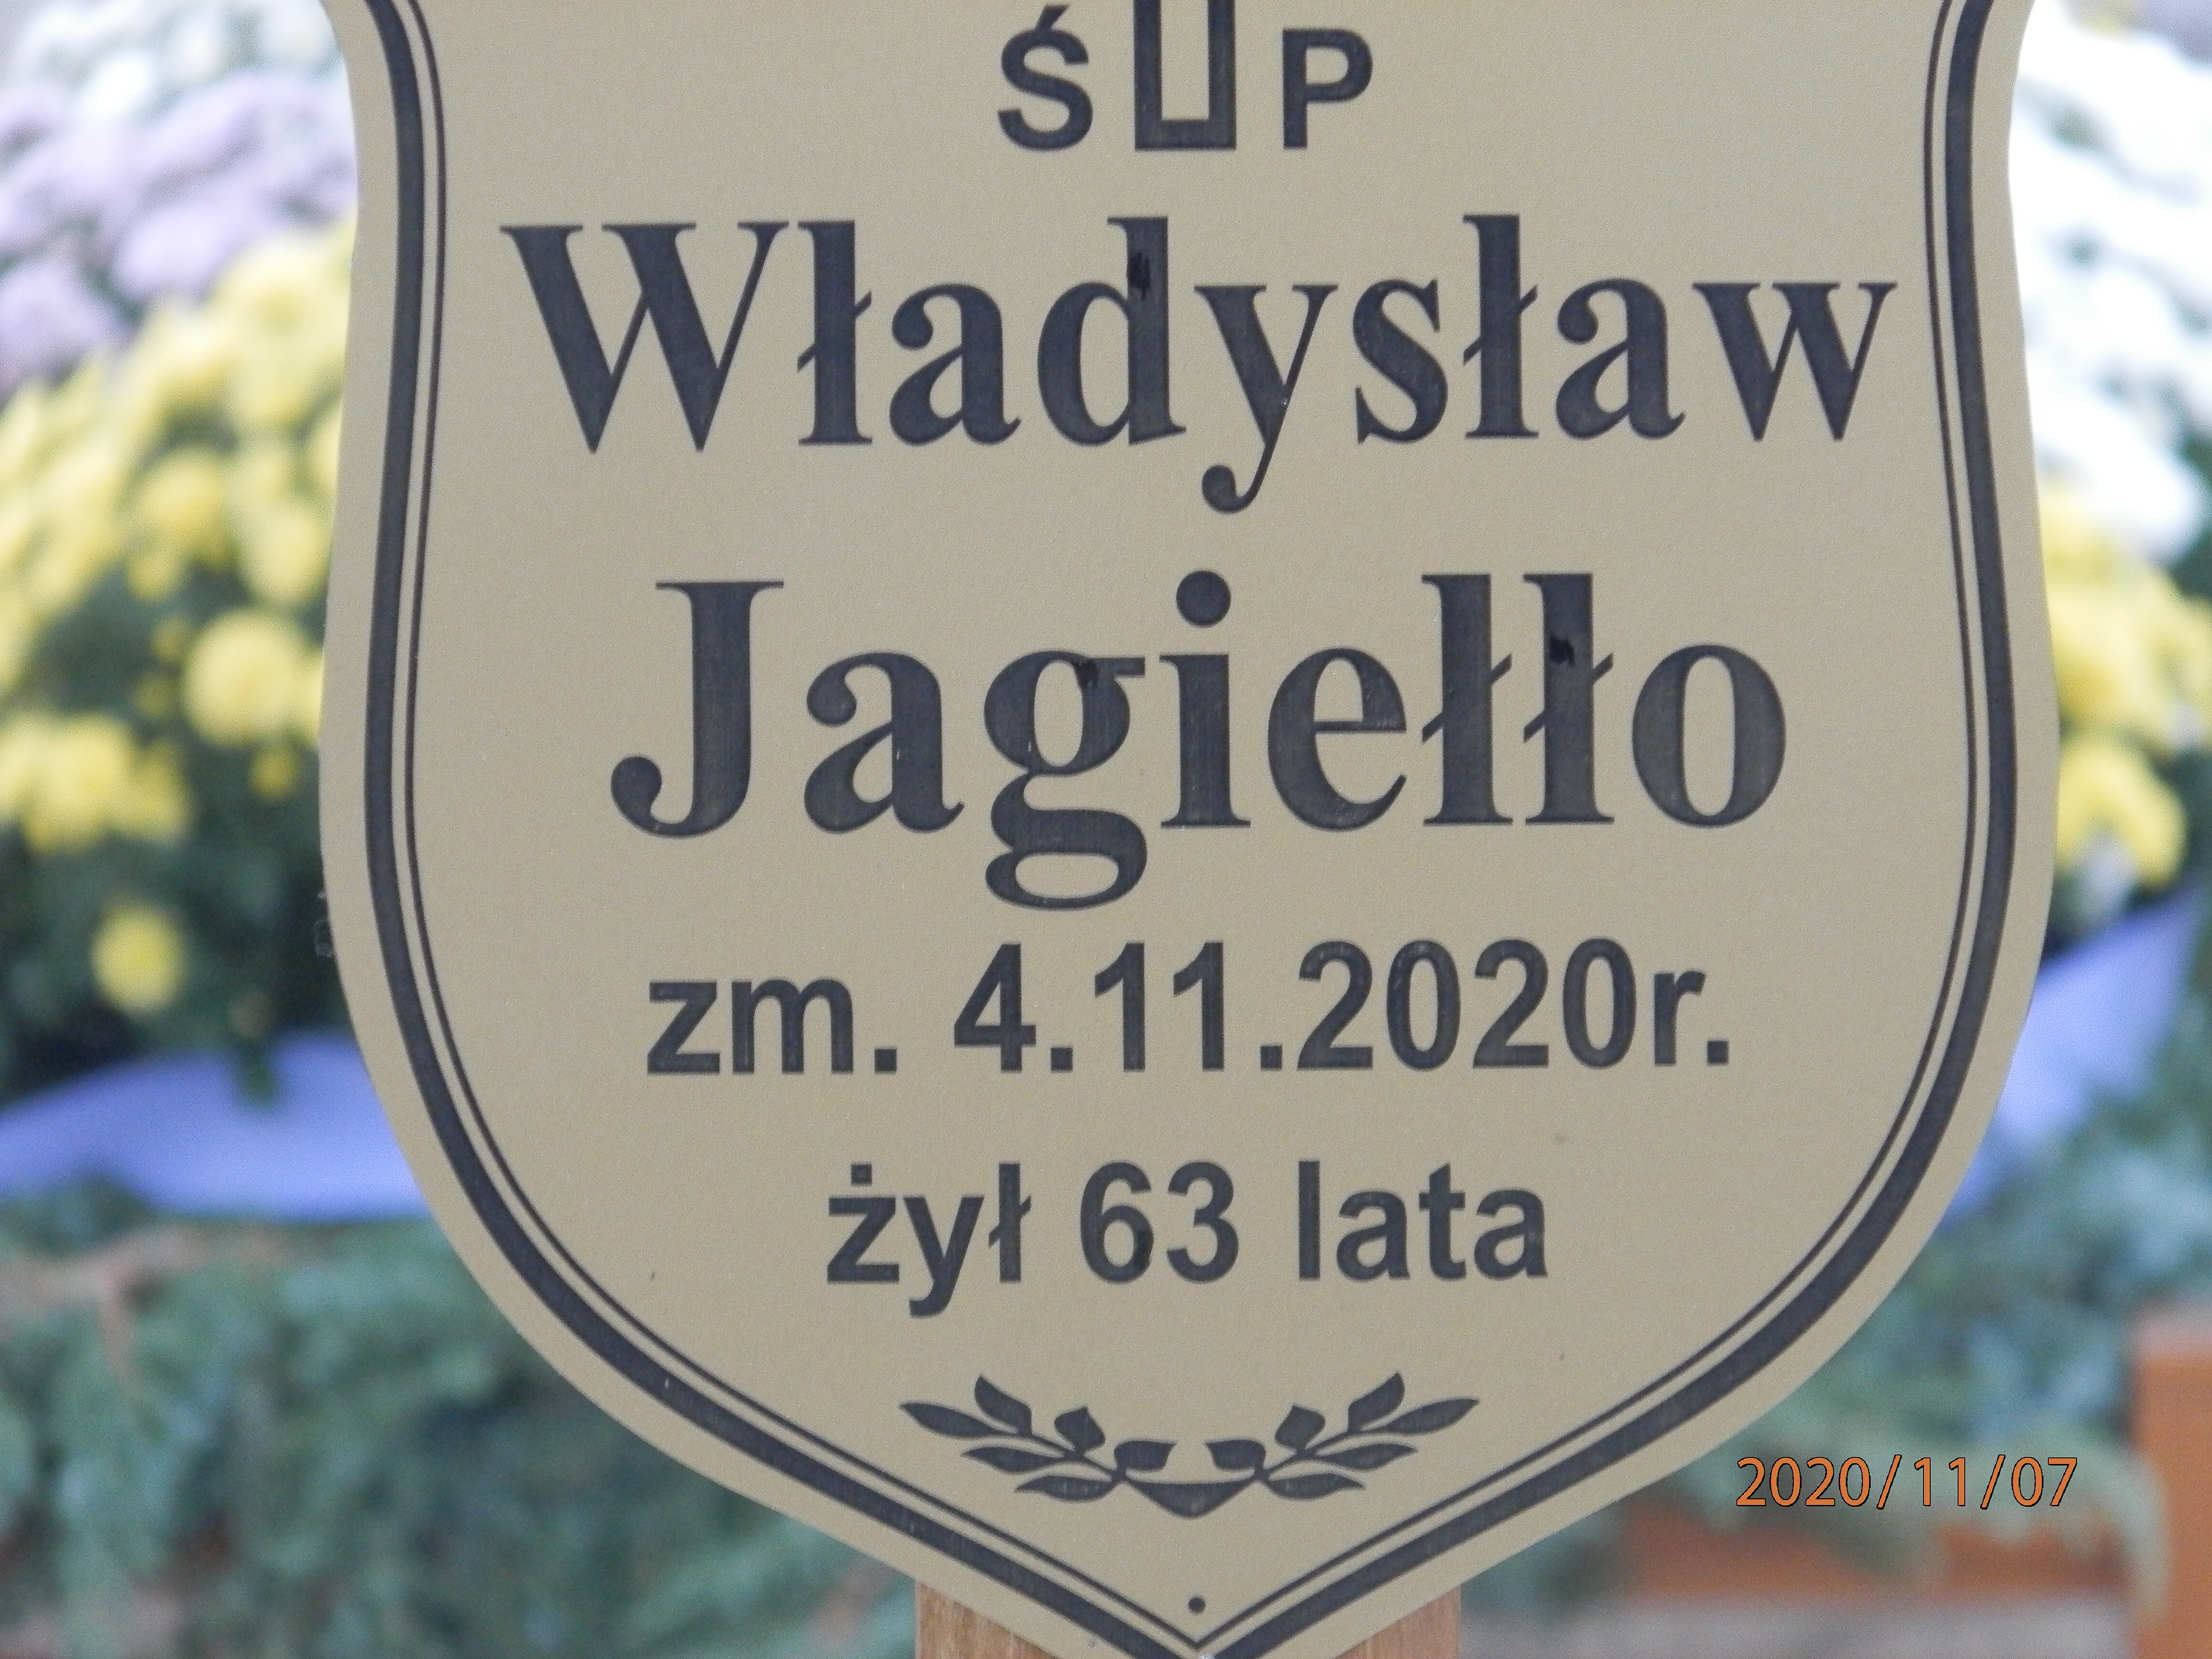 Ś P
Władysław
Jagiełło
zm. 4.11.2020r.
żył 63 lata
2020/11/07